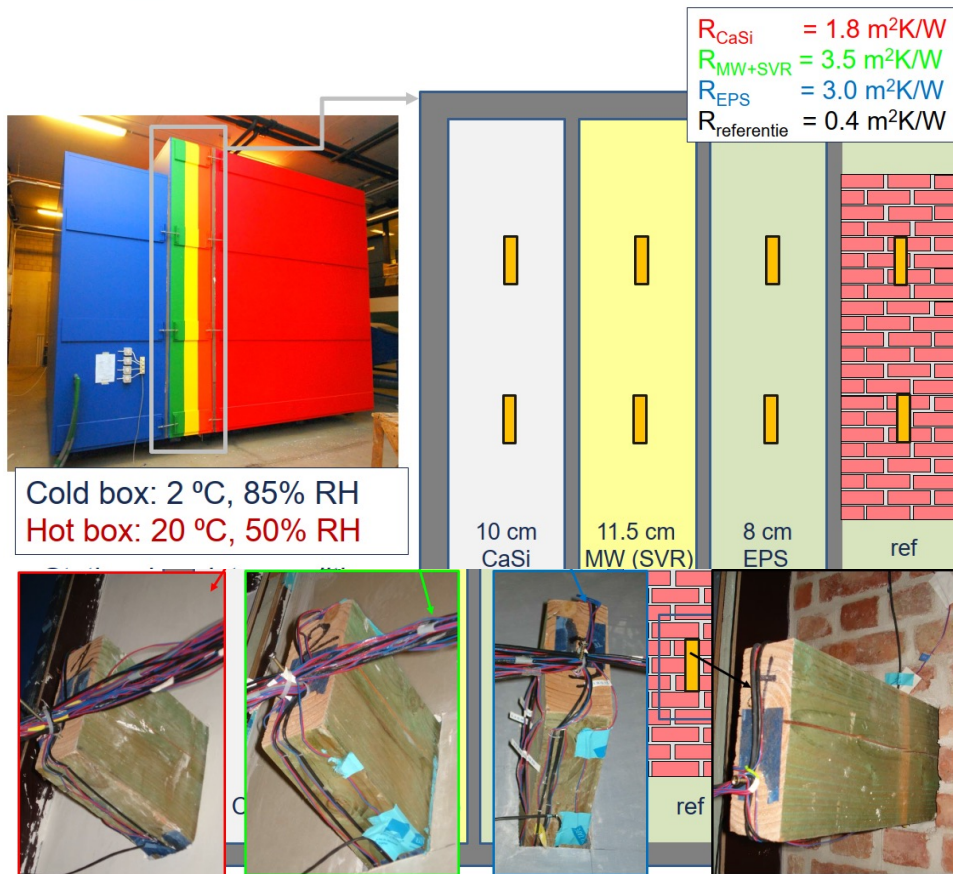 R_CaSi = 1.8 m²K/W
R_MW+SVR = 3.5 m²K/W
R_EPS = 3.0 m²K/W
R_referentie = 0.4 m²K/W
Cold box: 2 ºC, 85% RH
Hot box: 20 ºC, 50% RH
10 cm
CaSi
11.5 cm
MW (SVR)
8 cm
EPS
ref
C
ref